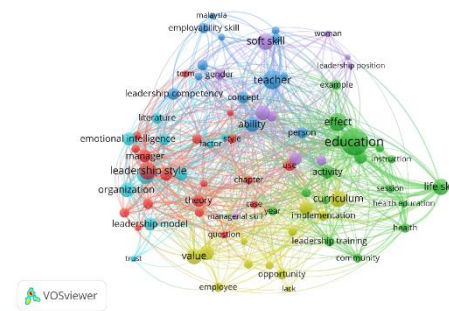 malaysia
employability skill
soft skill
woman
leadership position
term
gender
teacher
example
leadership competency
concept
literature
ability
effect
emotional intelligence
factor
style
person
education
manager
instruction
leadership style
use
activity
organization
chapter
session
life sk
theory
case
curriculum
health education
year
leadership model
managerial skill
implementation
question
health
leadership training
trust
value
community
opportunity
employee
lack
VOSviewer